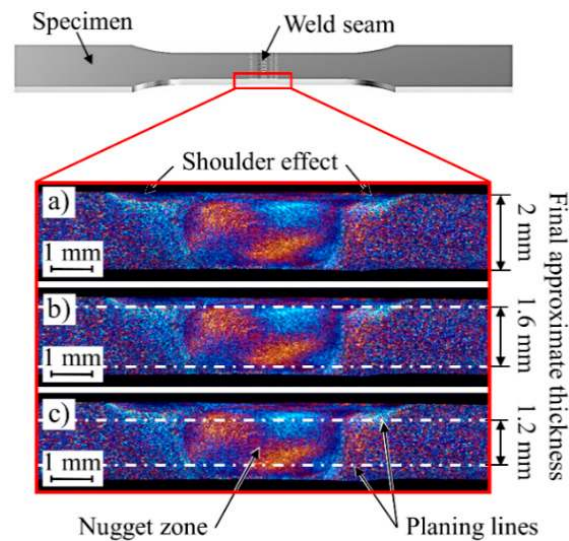 Specimen
Weld seam
Shoulder effect
a)
1 mm
2 mm
b)
1 mm
1.6 mm
c)
1 mm
1.2 mm
Final approximate thickness
Nugget zone
Planing lines